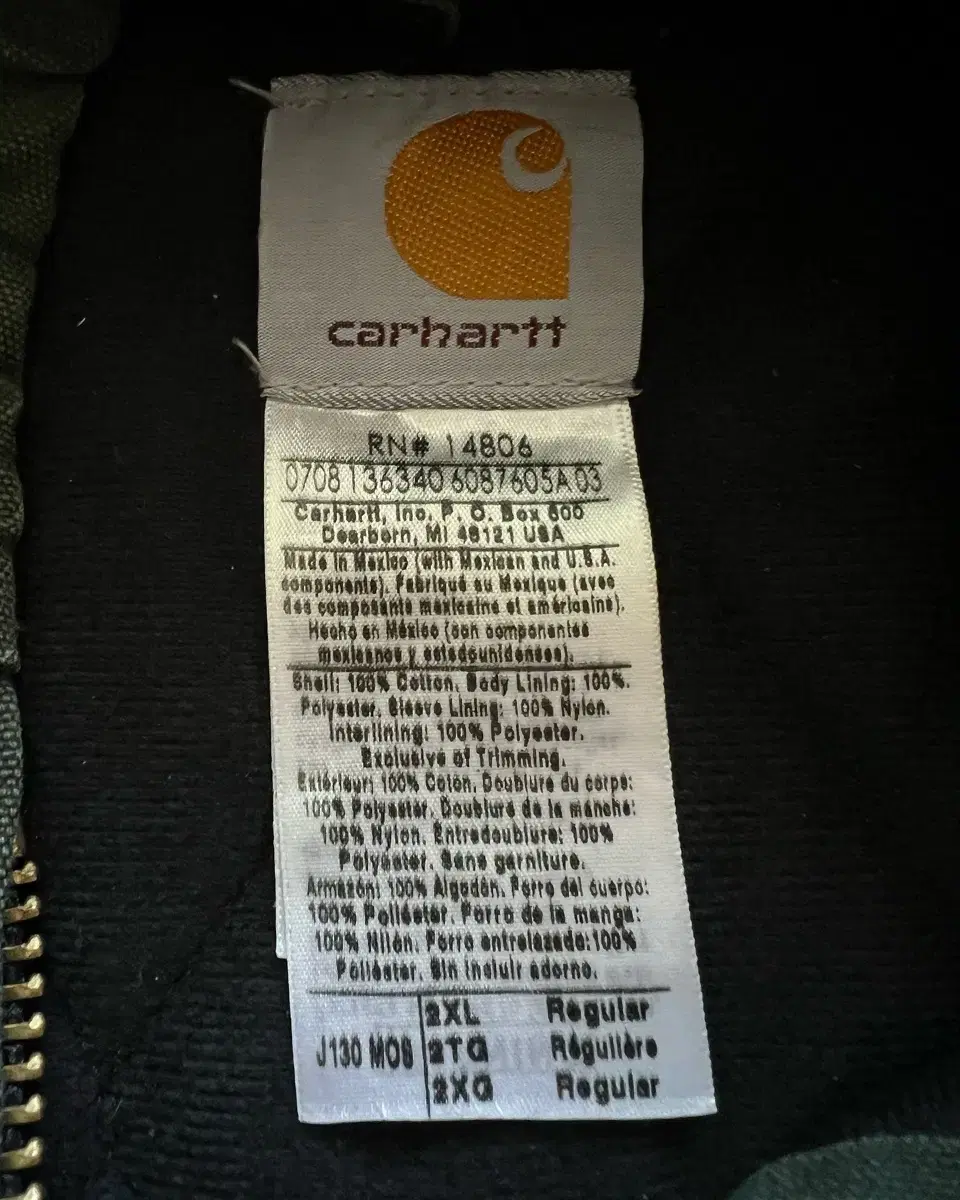 carhartt
RN# 14806
0708136340 6087605A 03
Carhartt, Inc. P. O. Box 600
Dearborn, MI 48121 USA
Made in Mexico (with Mexican and U.S.A.
components). Fabriqué au Mexique (avec
des composants mexicains et américains).
Hecho en México (con componentes
mexicanos y estadounidenses).
Shell: 100% Cotton. Body Lining: 100%.
Polyester. Sleeve Lining: 100% Nylon.
Interlining: 100% Polyester.
Exclusive of Trimming.
Extérieur: 100% Coton. Doublure du corps:
100% Polyester. Doublure de la manche:
100% Nylon. Entredoublure: 100%
Polyester. Sans garniture.
Armazón: 100% Algodón. Forro del cuerpo:
100% Poliéster. Forro de la manga:
100% Nilón. Forro entrelazado:100%
Poliéster. Sin incluir adorno.
J130 MOS
2XL Regular
2TG Régulière
2XG Regular